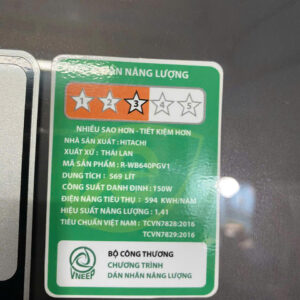 DÁN NĂNG LƯỢNG
1 2 3 4 5
NHIỀU SAO HƠN - TIẾT KIỆM HƠN
NHÀ SẢN XUẤT: HITACHI
XUẤT XỨ : THÁI LAN
MÃ SẢN PHẨM : R-WB640PGV1
DUNG TÍCH : 569 LÍT
CÔNG SUẤT DANH ĐỊNH : 150W
ĐIỆN NĂNG TIÊU THỤ : 594 KWH/NĂM
HIỆU SUẤT NĂNG LƯỢNG : 1,41
TIÊU CHUẨN VIỆT NAM : TCVN7828:2016
TCVN7829:2016
BỘ CÔNG THƯƠNG
CHƯƠNG TRÌNH
DÁN NHÃN NĂNG LƯỢNG
VNEEP